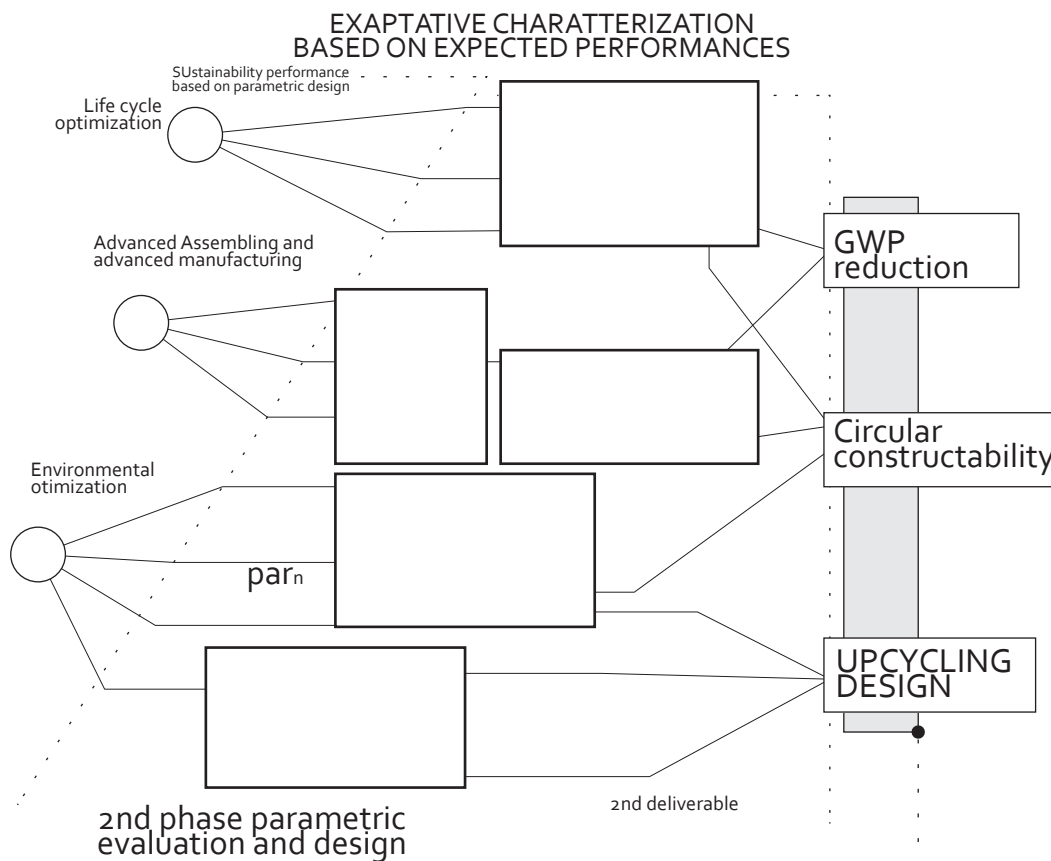 EXAPTATIVE CHARATTERIZATION
BASED ON EXPECTED PERFORMANCES
SUstainability performance
based on parametric design
Life cycle
optimization
Advanced Assembling and
advanced manufacturing
GWP
reduction
Circular
constructability
Environmental
otimization
parn
UPCYCLING
DESIGN
2nd deliverable
2nd phase parametric
evaluation and design